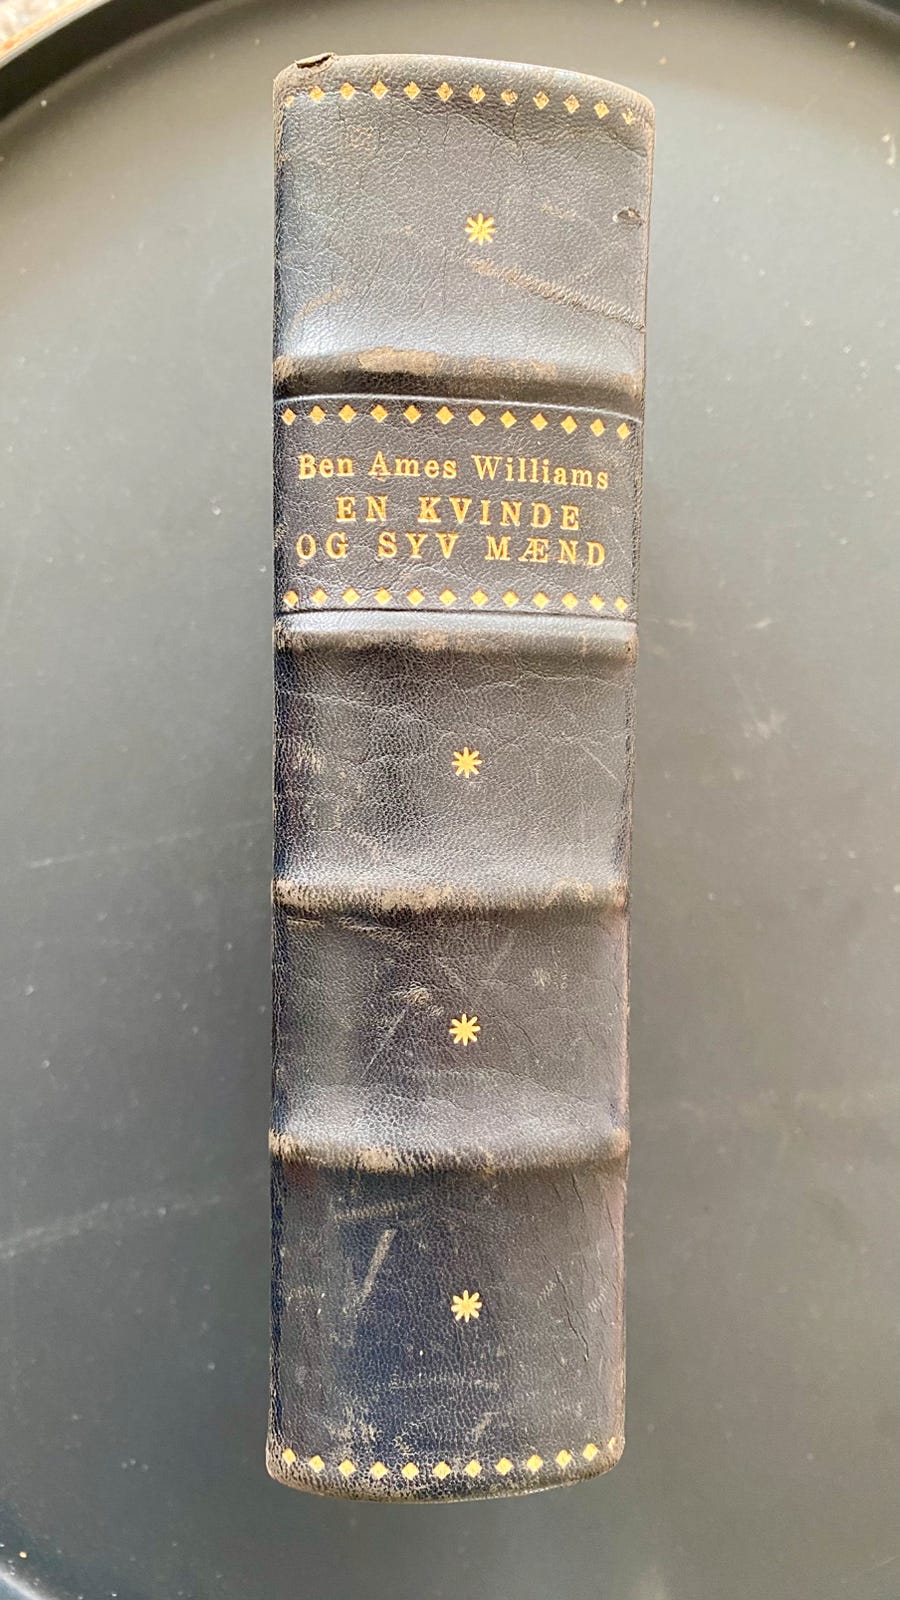 Ben Ames Williams
EN KVINDE
OG SYV MÆND